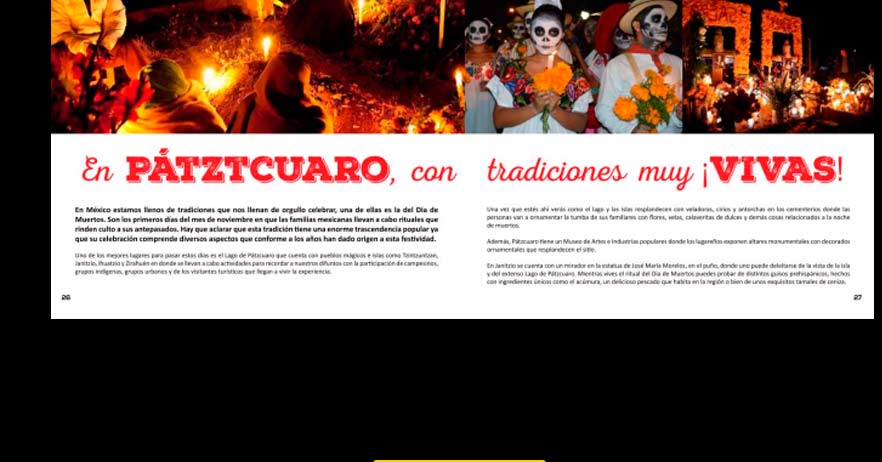 En PÁTZTCUARO, con tradiciones muy ¡VIVAS!
En México estamos llenos de tradiciones que nos llenan de orgullo celebrar, una de ellas es la del Día de
Muertos. Son los primeros días del mes de noviembre en que las familias mexicanas llevan a cabo rituales que
rinden culto a sus antepasados. Hay que aclarar que esta tradición tiene una enorme trascendencia popular ya
que su celebración comprende diversos aspectos que conforme a los años han dado origen a esta festividad.
Uno de los mejores lugares para pasar estos días es el Lago de Pátzcuaro que cuenta con pueblos mágicos e islas como Tzintzuntzan,
Janitzio, Ihuatzio y Zirahuén en donde se llevan a cabo actividades para recordar a nuestros difuntos con la participación de campesinos,
grupos indígenas, grupos urbanos y de los visitantes turísticos que llegan a vivir la experiencia.
26
Una vez que estés ahí verás como el lago y las islas resplandecen con veladoras, cirios y antorchas en los cementerios donde las
personas van a ornamentar la tumba de sus familiares con flores, velas, calaveritas de dulces y demás cosas relacionados a la noche
de muertos.
Además, Pátzcuaro tiene un Museo de Artes e Industrias populares donde los lugareños exponen altares monumentales con decorados
ornamentales que resplandecen el sitio.
En Janitzio se cuenta con un mirador en la estatua de José María Morelos, en el puño, donde uno puede deleitarse de la vista de la isla
y del extenso Lago de Pátzcuaro. Mientras vives el ritual del Día de Muertos puedes probar de distintos guisos prehispánicos, hechos
con ingredientes únicos como el acúmura, un delicioso pescado que habita en la región o bien de unos exquisitos tamales de ceniza.
27